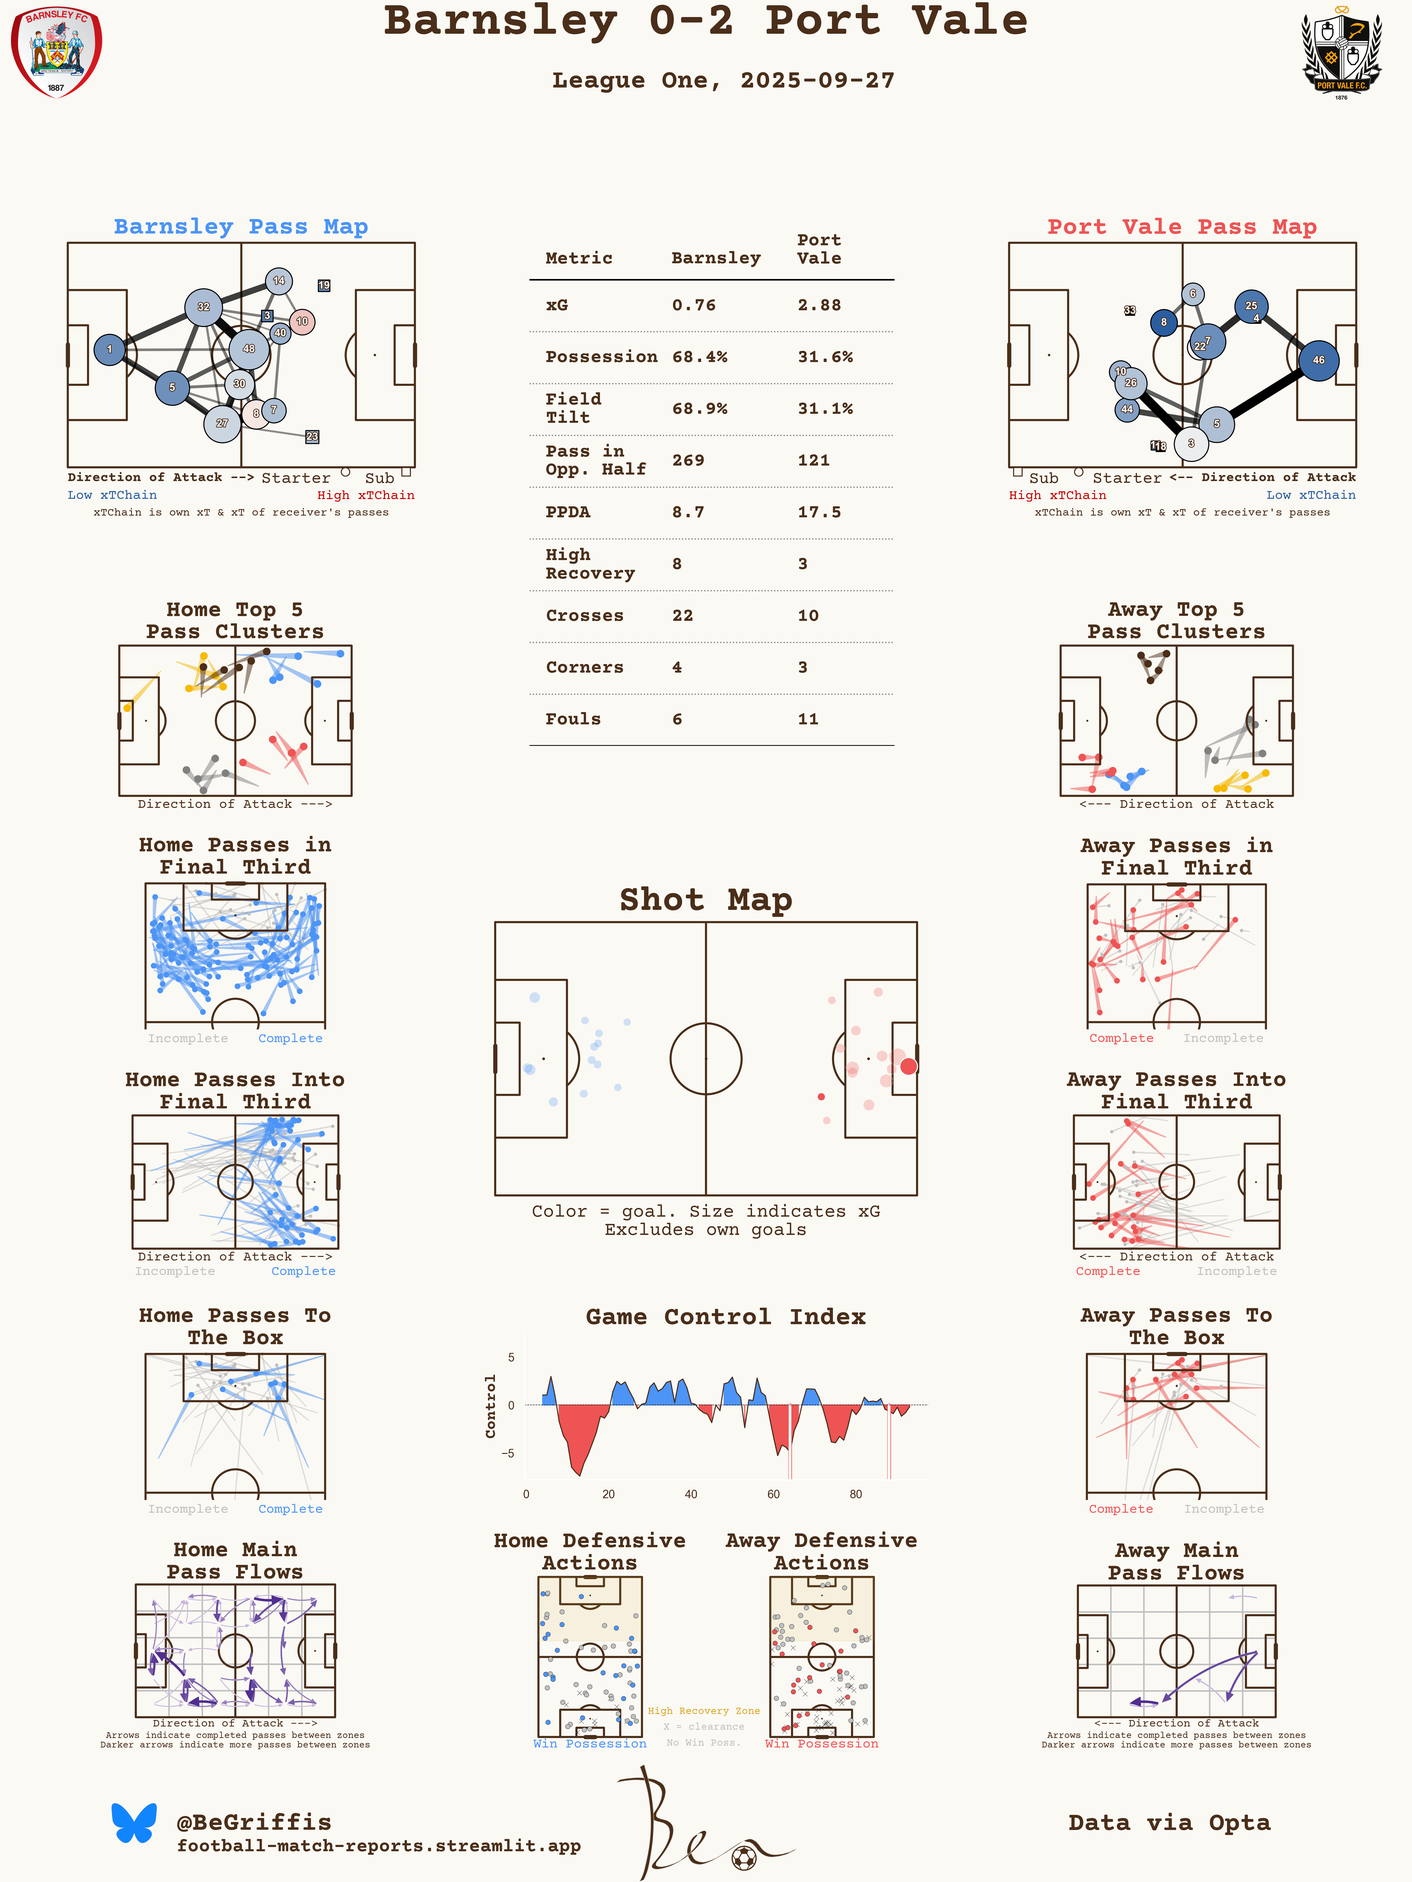 Barnsley 0-2 Port Vale
League One, 2025-09-27
BARNSLEY FC
1887
PORT VALE F.C.
1876
Barnsley Pass Map
1
32
5
27
48
30
14
3
40
10
8
7
19
23
Direction of Attack --> Starter Sub
Low xTChain High xTChain
xTChain is own xT & xT of receiver's passes
Metric Barnsley Port Vale
xG 0.76 2.88
Possession 68.4% 31.6%
Field Tilt 68.9% 31.1%
Pass in Opp. Half 269 121
PPDA 8.7 17.5
High Recovery 8 3
Crosses 22 10
Corners 4 3
Fouls 6 11
Port Vale Pass Map
6
33
8
25
4
22
7
46
10
26
44
5
3
18
Sub Starter <-- Direction of Attack
High xTChain Low xTChain
xTChain is own xT & xT of receiver's passes
Home Top 5
Pass Clusters
Direction of Attack --->
Away Top 5
Pass Clusters
<--- Direction of Attack
Home Passes in
Final Third
Incomplete Complete
Away Passes in
Final Third
Complete Incomplete
Shot Map
Color = goal. Size indicates xG
Excludes own goals
Home Passes Into
Final Third
Direction of Attack --->
Incomplete Complete
Away Passes Into
Final Third
<--- Direction of Attack
Complete Incomplete
Home Passes To
The Box
Incomplete Complete
Game Control Index
Control
5
0
−5
0 20 40 60 80
Away Passes To
The Box
Complete Incomplete
Home Main
Pass Flows
Direction of Attack --->
Arrows indicate completed passes between zones
Darker arrows indicate more passes between zones
Home Defensive
Actions
Win Possession
High Recovery Zone
X = clearance
No Win Poss.
Away Defensive
Actions
Win Possession
Away Main
Pass Flows
<--- Direction of Attack
Arrows indicate completed passes between zones
Darker arrows indicate more passes between zones
@BeGriffis
football-match-reports.streamlit.app
Ben
Data via Opta